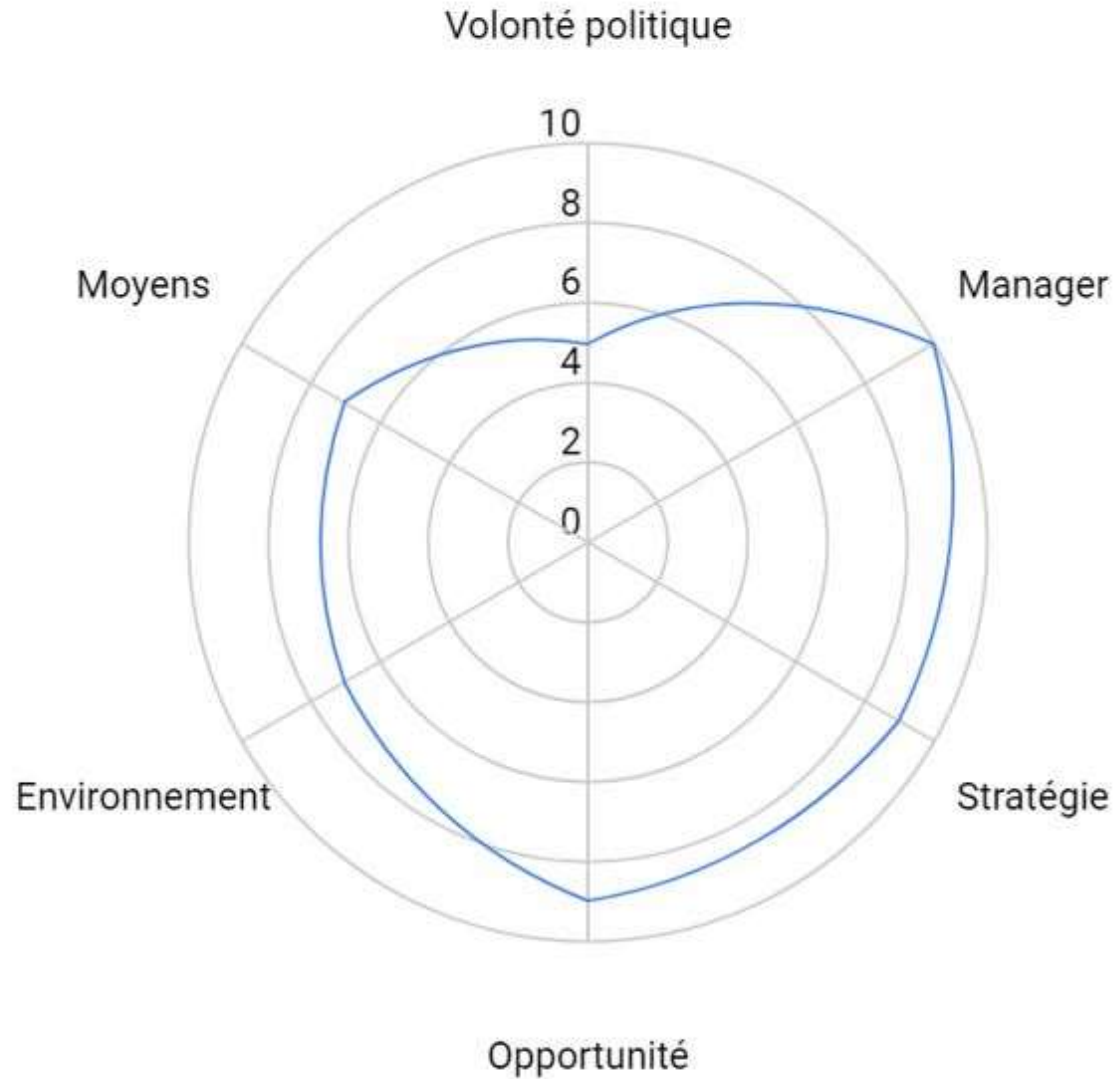 Volonté politique
10
8
Moyens
6
Manager
4
2
0
Environnement
Stratégie
Opportunité